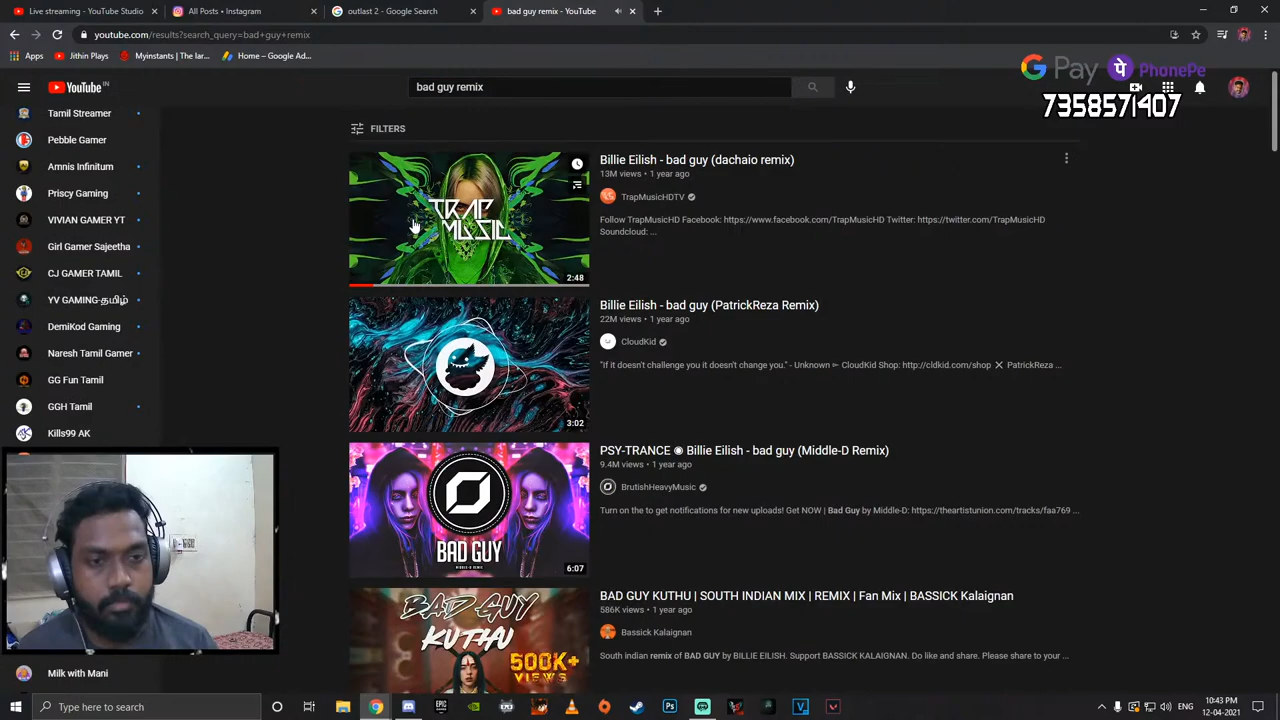 Live streaming - YouTube Studio
All Posts • Instagram
outlast 2 - Google Search
bad guy remix - YouTube
youtube.com/results?search_query=bad+guy+remix
Apps
Jithin Plays
Myinstants | The lar...
Home – Google Ad...
G Pay
PhonePe
7358571407
YouTube IN
bad guy remix
Tamil Streamer
Pebble Gamer
Amnis Infinitum
Priscy Gaming
VIVIAN GAMER YT
Girl Gamer Sajeetha
CJ GAMER TAMIL
YV GAMING-தமிழ்
DemiKod Gaming
Naresh Tamil Gamer
GG Fun Tamil
GGH Tamil
Kills99 AK
Milk with Mani
FILTERS
TRAP
MUSIC
2:48
Billie Eilish - bad guy (dachaio remix)
13M views • 1 year ago
TrapMusicHDTV
Follow TrapMusicHD Facebook: https://www.facebook.com/TrapMusicHD Twitter: https://twitter.com/TrapMusicHD
Soundcloud: ...
3:02
Billie Eilish - bad guy (PatrickReza Remix)
22M views • 1 year ago
CloudKid
"If it doesn't challenge you it doesn't change you." - Unknown ➳ CloudKid Shop: http://cldkid.com/shop ✕ PatrickReza ...
BAD GUY
MIDDLE-D REMIX
6:07
PSY-TRANCE ◉ Billie Eilish - bad guy (Middle-D Remix)
9.4M views • 1 year ago
BrutishHeavyMusic
Turn on the to get notifications for new uploads! Get NOW | Bad Guy by Middle-D: https://theartistunion.com/tracks/faa769 ...
BAD GUY
KUTHU
500K+
VIEWS
BAD GUY KUTHU | SOUTH INDIAN MIX | REMIX | Fan Mix | BASSICK Kalaignan
586K views • 1 year ago
Bassick Kalaignan
South indian remix of BAD GUY by BILLIE EILISH. Support BASSICK KALAIGNAN. Do like and share. Please share to your ...
Type here to search
ENG
10:43 PM
12-04-2021